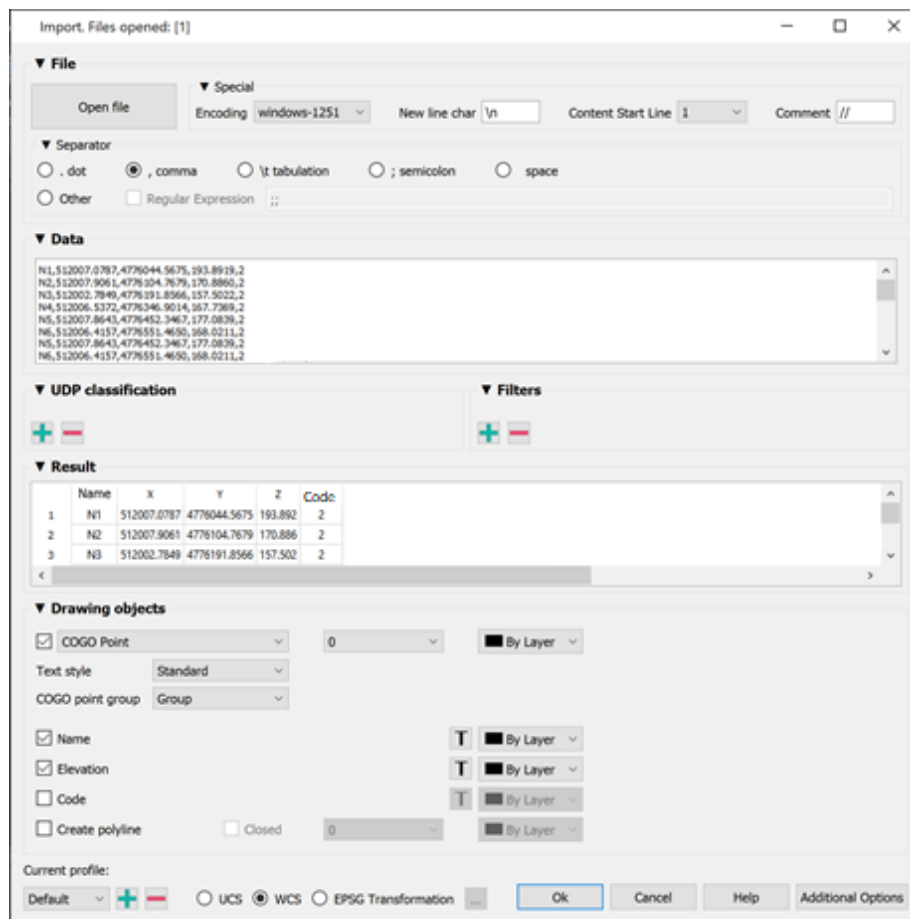 Import. Files opened: [1]
▼ File
Open file
▼ Special
Encoding windows-1251 New line char \n Content Start Line 1 Comment //
▼ Separator
. dot , comma \t tabulation ; semicolon space
Other Regular Expression ;;
▼ Data
N1,512007.0787,4776044.5675,193.8919,2
N2,512007.9061,4776104.7679,170.8860,2
N3,512002.7849,4776191.8566,157.5022,2
N4,512006.5372,4776346.9014,167.7369,2
N5,512007.8643,4776452.3467,177.0839,2
N6,512006.4157,4776551.4650,168.0211,2
N5,512007.8643,4776452.3467,177.0839,2
N6,512006.4157,4776551.4650,168.0211,2
▼ UDP classification ▼ Filters
▼ Result
Name X Y Z Code
1 N1 512007.0787 4776044.5675 193.892 2
2 N2 512007.9061 4776104.7679 170.886 2
3 N3 512002.7849 4776191.8566 157.502 2
▼ Drawing objects
COGO Point 0 By Layer
Text style Standard
COGO point group Group
Name T By Layer
Elevation T By Layer
Code T By Layer
Create polyline Closed 0 By Layer
Current profile:
Default UCS WCS EPSG Transformation ... Ok Cancel Help Additional Options